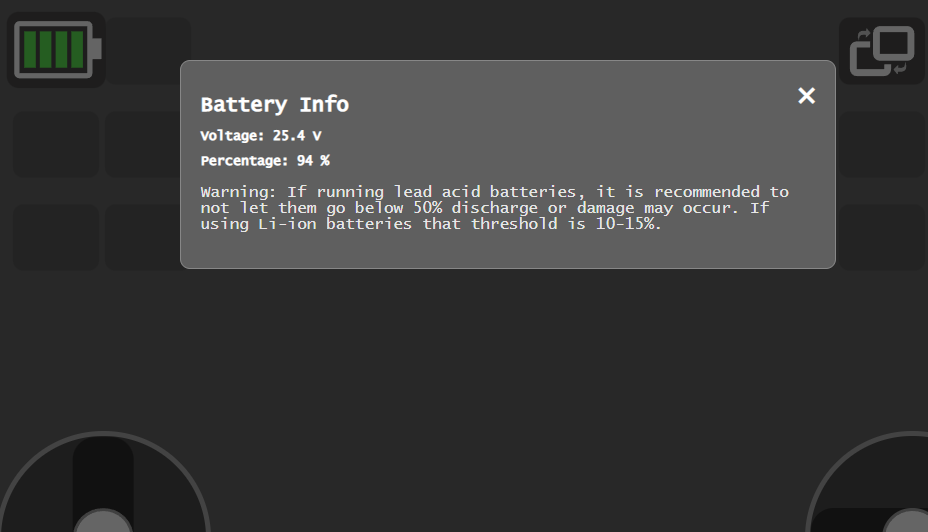 Battery Info
Voltage: 25.4 V
Percentage: 94 %
Warning: If running lead acid batteries, it is recommended to
not let them go below 50% discharge or damage may occur. If
using Li-ion batteries that threshold is 10-15%.